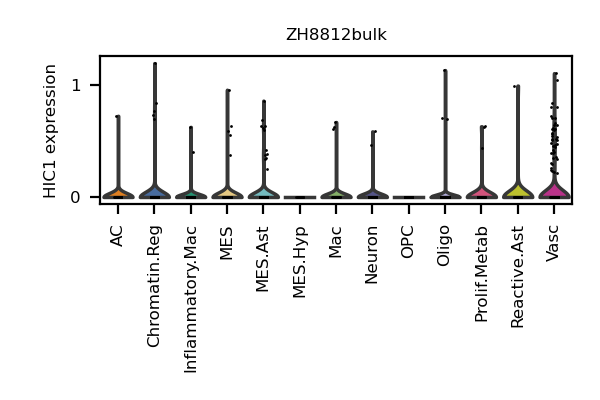 ZH8812bulk
HIC1 expression
1
0
AC
Chromatin.Reg
Inflammatory.Mac
MES
MES.Ast
MES.Hyp
Mac
Neuron
OPC
Oligo
Prolif.Metab
Reactive.Ast
Vasc